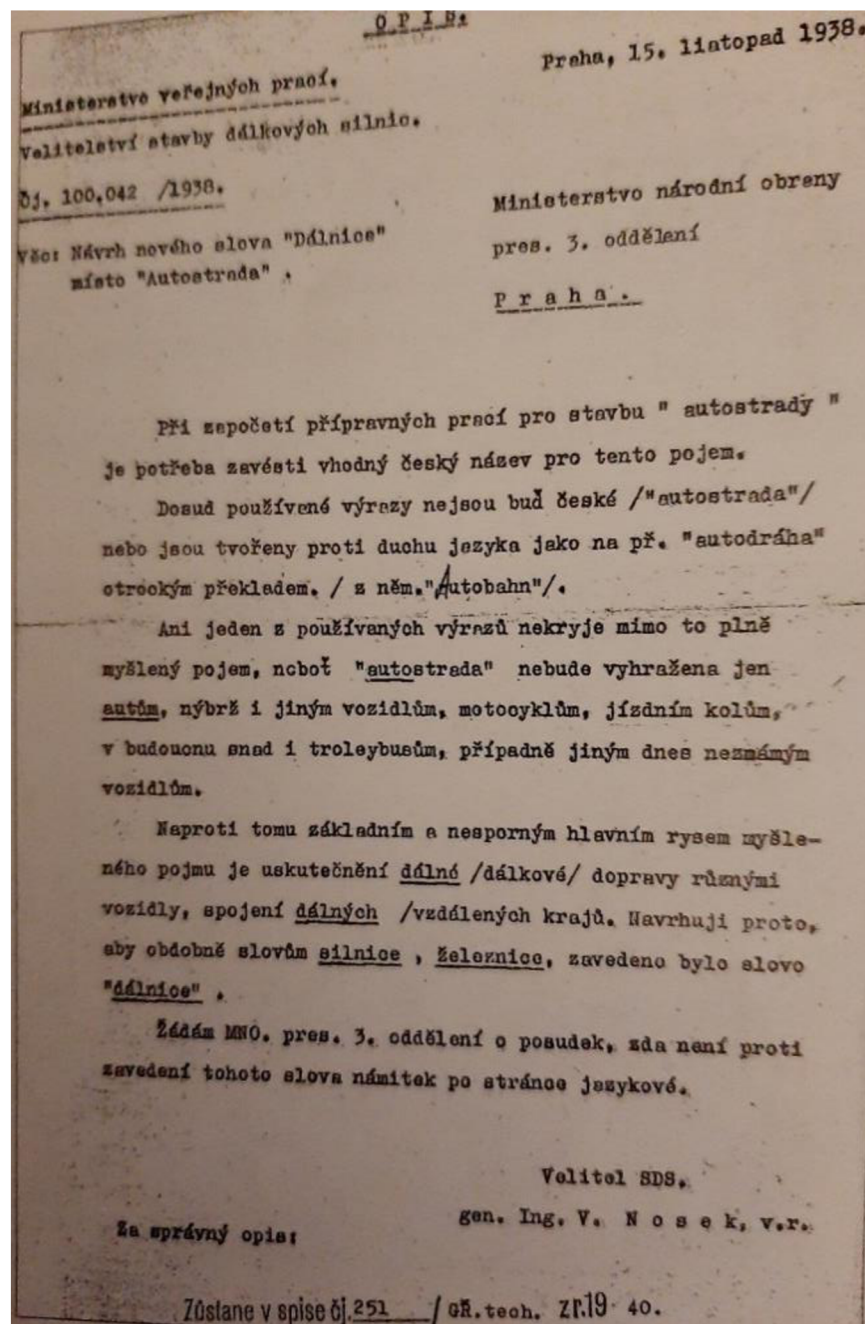 O P I S.
Praha, 15. listopad 1938.
Ministerstvo veřejných prací.
Velitelství stavby dálkových silnic.
Čj. 100.042 /1938.
Ministerstvo národní obrany
pres. 3. oddělení
P r a h a .
Věc: Návrh nového slova "Dálnice"
místo "Autostrada" .
Při započetí přípravných prací pro stavbu " autostrady "
je potřeba zavésti vhodný český název pro tento pojem.
Dosud používané výrazy nejsou buď české /"autostrada"/
nebo jsou tvořeny proti duchu jazyka jako na př. "autodráha"
otrockým překladem. / z něm."Autobahn"/.
Ani jeden z používaných výrazů nekryje mimo to plně
myšlený pojem, neboť "autostrada" nebude vyhražena jen
autům, nýbrž i jiným vozidlům, motocyklům, jízdním kolům,
v budoucnu snad i troleybusům, případně jiným dnes neznámým
vozidlům.
Naproti tomu základním a nesporným hlavním rysem myšle-
ného pojmu je uskutečnění dálné /dálkové/ dopravy různými
vozidly, spojení dálných /vzdálených krajů. Navrhuji proto,
aby obdobně slovům silnice , železnice, zavedeno bylo slovo
"dálnice" .
Žádám MNO. pres. 3. oddělení o posudek, zda není proti
zavedení tohoto slova námitek po stránce jazykové.
Velitel SDS.
gen. Ing. V. N o s e k, v.r.
Za správný opis:
Zůstane v spise čj. 251 / GŘ.tech. zr.19 40.